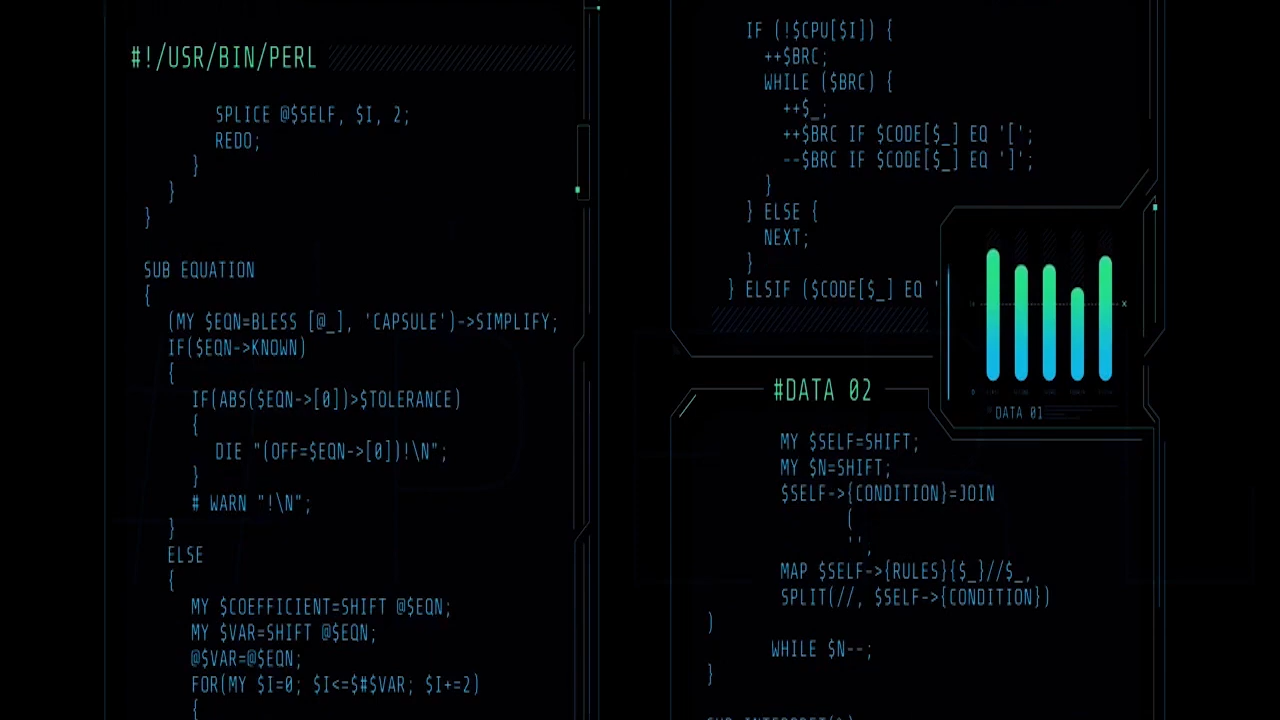 #!/USR/BIN/PERL
SPLICE @$SELF, $I, 2;
REDO;
}
}
}
SUB EQUATION
{
(MY $EQN=BLESS [@_], 'CAPSULE')->SIMPLIFY;
IF($EQN->KNOWN)
{
IF(ABS($EQN->[0])>$TOLERANCE)
{
DIE "(OFF=$EQN->[0])!\N";
}
# WARN "!\N";
}
ELSE
{
MY $COEFFICIENT=SHIFT @$EQN;
MY $VAR=SHIFT @$EQN;
@$VAR=@$EQN;
FOR(MY $I=0; $I<=$#$VAR; $I+=2)
{
IF (!$CPU[$I]) {
++$BRC;
WHILE ($BRC) {
++$_;
++$BRC IF $CODE[$_] EQ '[';
--$BRC IF $CODE[$_] EQ ']';
}
} ELSE {
NEXT;
}
} ELSIF ($CODE[$_] EQ '
DATA 01
#DATA 02
MY $SELF=SHIFT;
MY $N=SHIFT;
$SELF->{CONDITION}=JOIN
(
'',
MAP $SELF->{RULES}{$_}//$_,
SPLIT(//, $SELF->{CONDITION})
)
WHILE $N--;
}